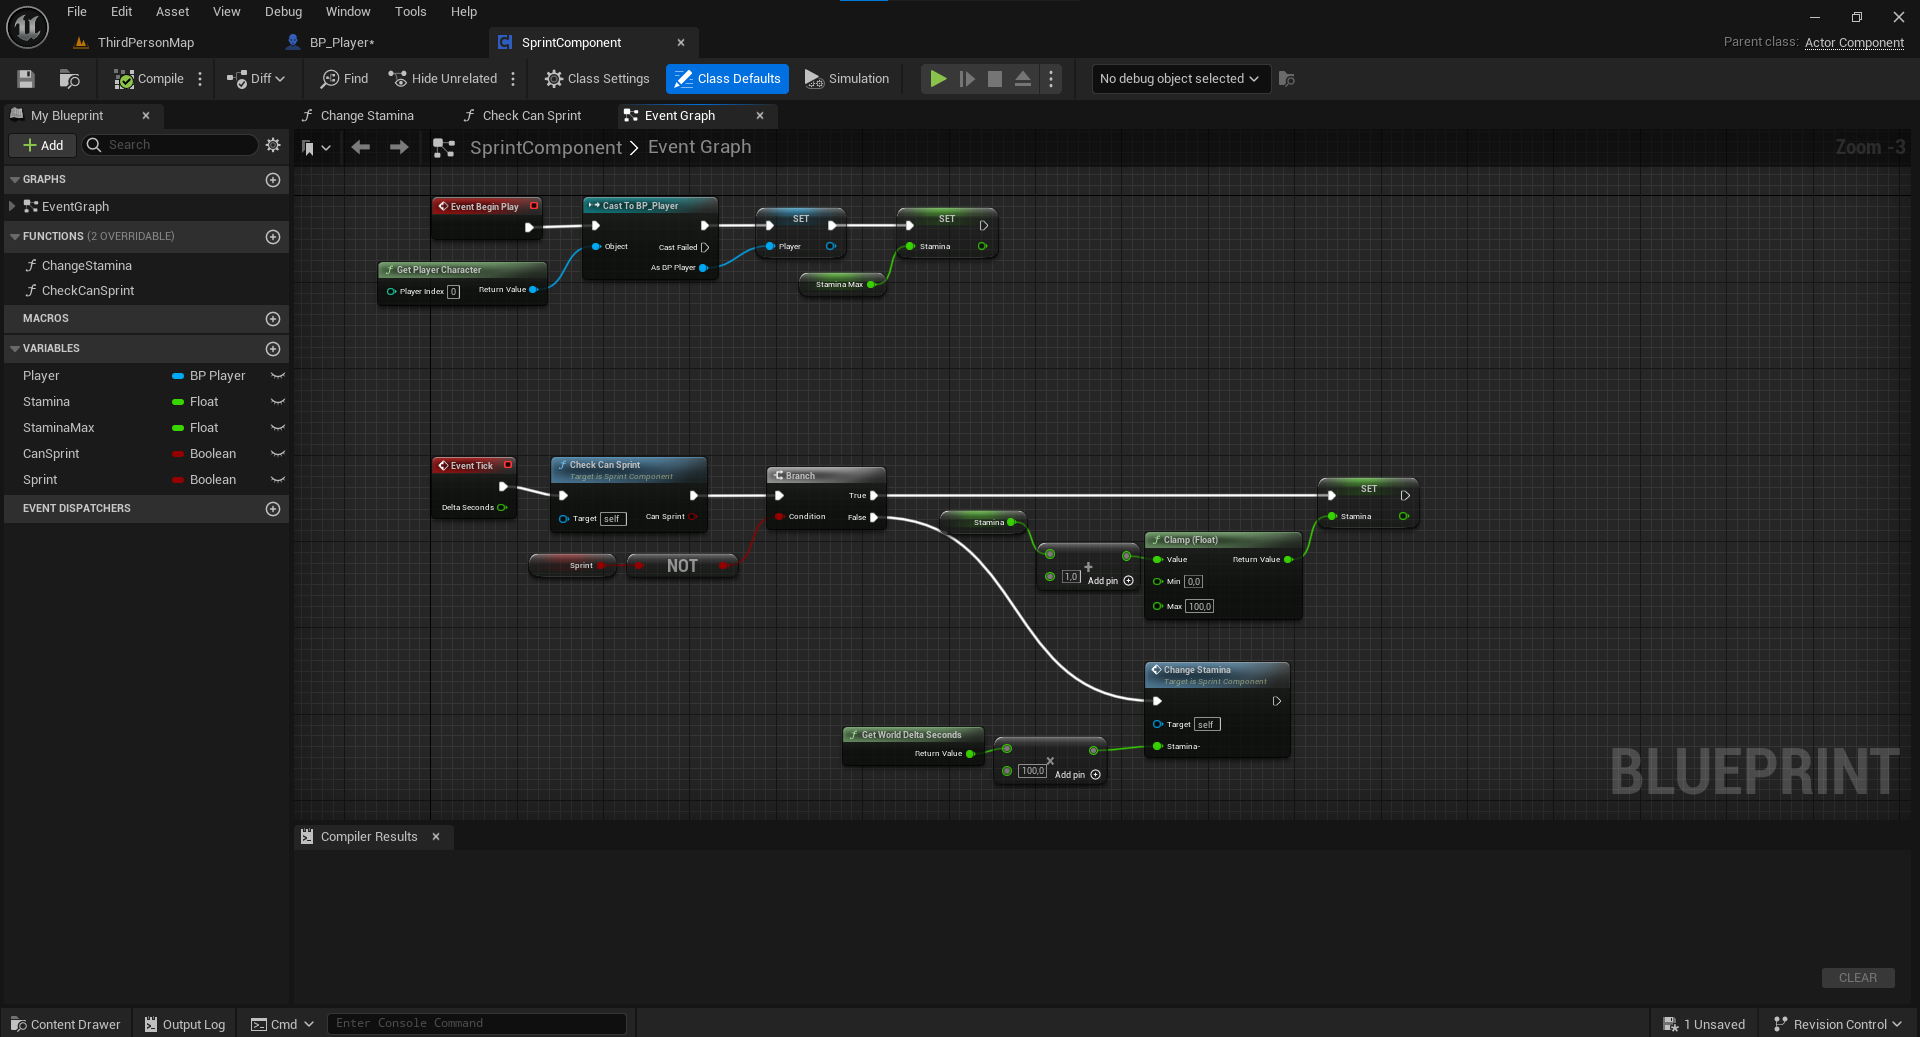 File Edit Asset View Debug Window Tools Help
ThirdPersonMap BP_Player* SprintComponent
Parent class: Actor Component
Compile Diff Find Hide Unrelated Class Settings Class Defaults Simulation No debug object selected
My Blueprint Change Stamina Check Can Sprint Event Graph
Add Search
SprintComponent > Event Graph
Zoom -3
GRAPHS
EventGraph
FUNCTIONS (2 OVERRIDABLE)
ChangeStamina
CheckCanSprint
MACROS
VARIABLES
Player BP Player
Stamina Float
StaminaMax Float
CanSprint Boolean
Sprint Boolean
EVENT DISPATCHERS
Event Begin Play
Cast To BP_Player
Object
Cast Failed
As BP Player
SET
Player
SET
Stamina
Get Player Character
Player Index 0 Return Value
Stamina Max
Event Tick
Delta Seconds
Check Can Sprint
Target is Sprint Component
Target self Can Sprint
Sprint
NOT
Branch
True
Condition False
Stamina
1,0 + Add pin
Clamp (Float)
Value Return Value
Min 0,0
Max 100,0
SET
Stamina
Change Stamina
Target is Sprint Component
Target self
Stamina-
Get World Delta Seconds
Return Value
100,0 × Add pin
BLUEPRINT
Compiler Results
CLEAR
Content Drawer Output Log Cmd Enter Console Command 1 Unsaved Revision Control